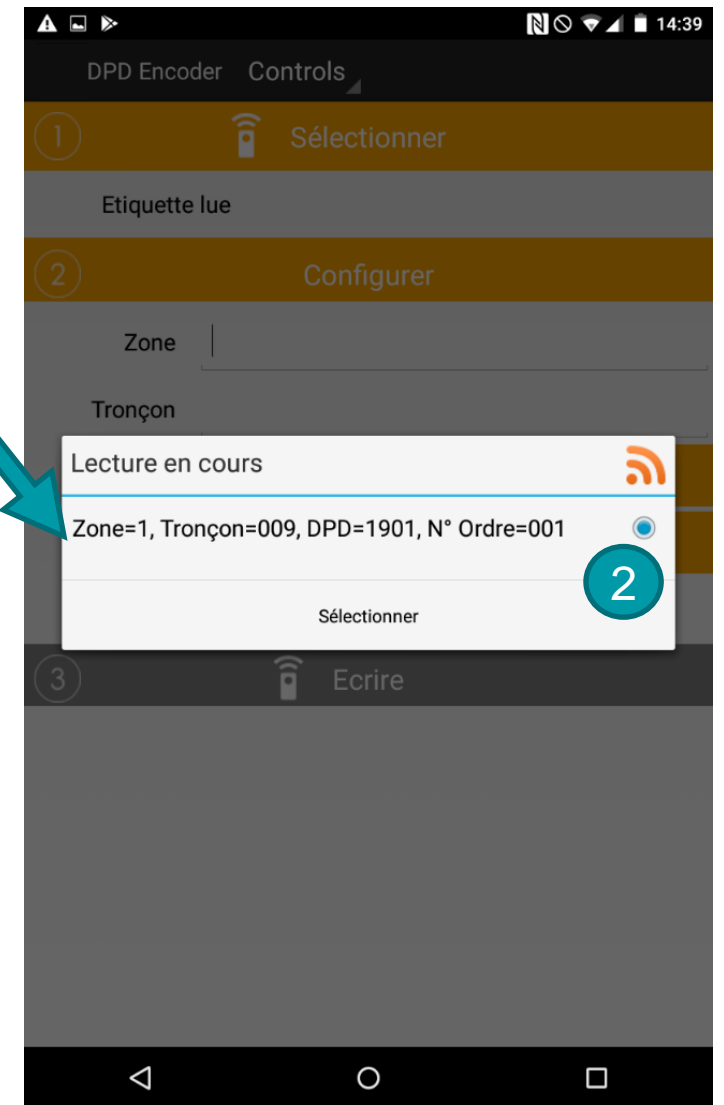 14:39
DPD Encoder Controls
1 Sélectionner
Etiquette lue
2 Configurer
Zone
Tronçon
Lecture en cours
Zone=1, Tronçon=009, DPD=1901, N° Ordre=001
2
Sélectionner
3 Ecrire